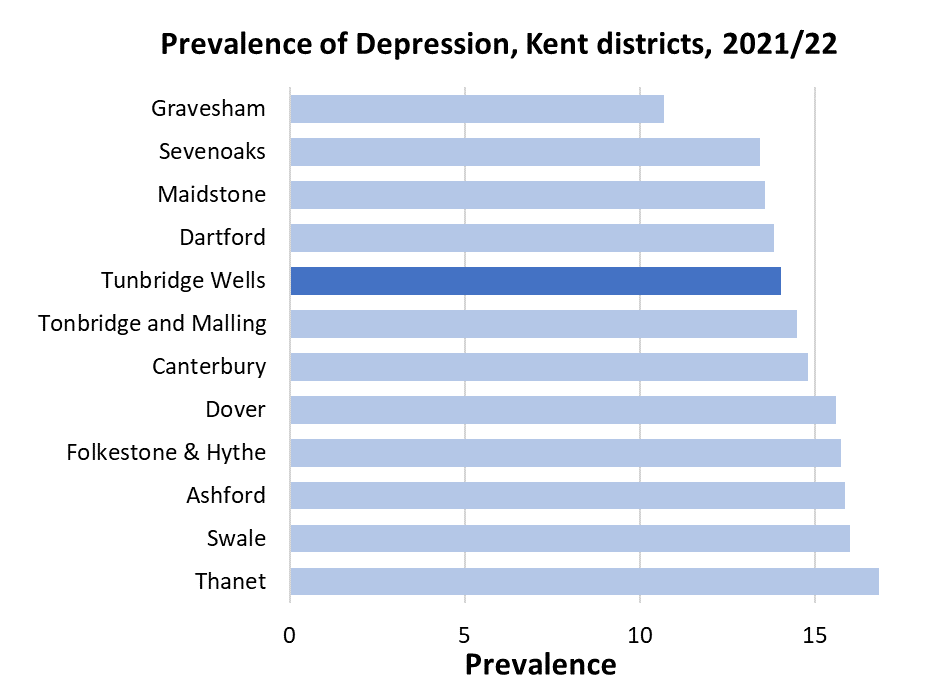 Prevalence of Depression, Kent districts, 2021/22
Gravesham
Sevenoaks
Maidstone
Dartford
Tunbridge Wells
Tonbridge and Malling
Canterbury
Dover
Folkestone & Hythe
Ashford
Swale
Thanet
0 5 10 15
Prevalence